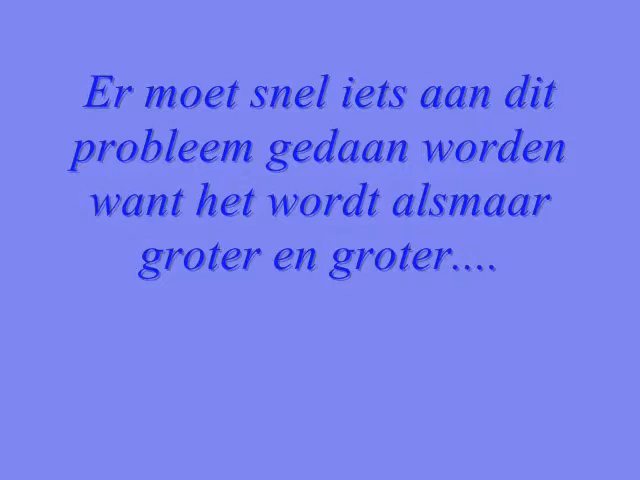 Er moet snel iets aan dit
probleem gedaan worden
want het wordt alsmaar
groter en groter....